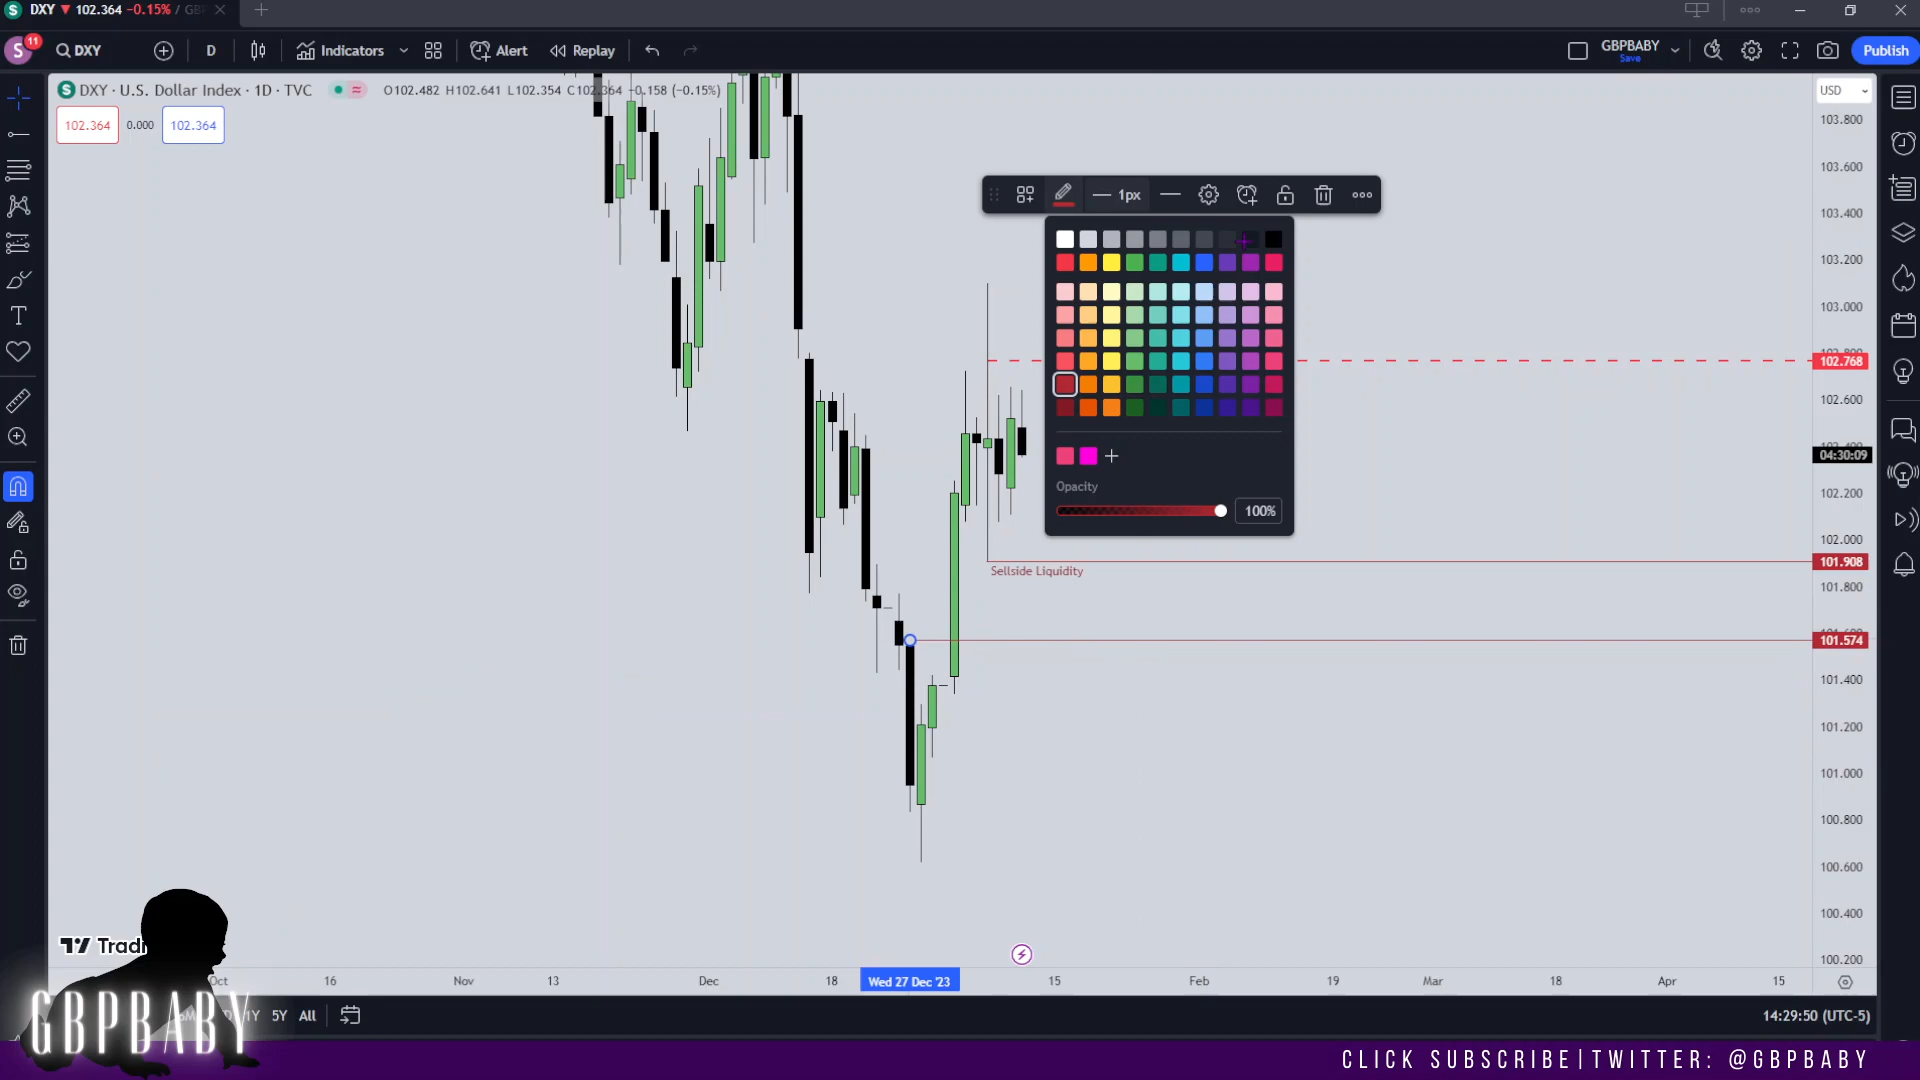 DXY ▼ 102.364 −0.15% / GBP
S 11 DXY D Indicators Alert Replay GBPBABY Save Publish
DXY · U.S. Dollar Index · 1D · TVC O102.482 H102.641 L102.354 C102.364 −0.158 (−0.15%)
USD
102.364 0.000 102.364
103.800
103.600
1px
103.400
103.200
103.000
102.768
102.600
04:30:09
Opacity
100%
102.200
102.000
101.908
Sellside Liquidity
101.800
101.574
101.400
101.200
101.000
100.800
100.600
100.400
Tradi
100.200
Oct 16 Nov 13 Dec 18 Wed 27 Dec '23 15 Feb 19 Mar 18 Apr 15
1Y 5Y All 14:29:50 (UTC-5)
GBPBABY
CLICK SUBSCRIBE|TWITTER: @GBPBABY